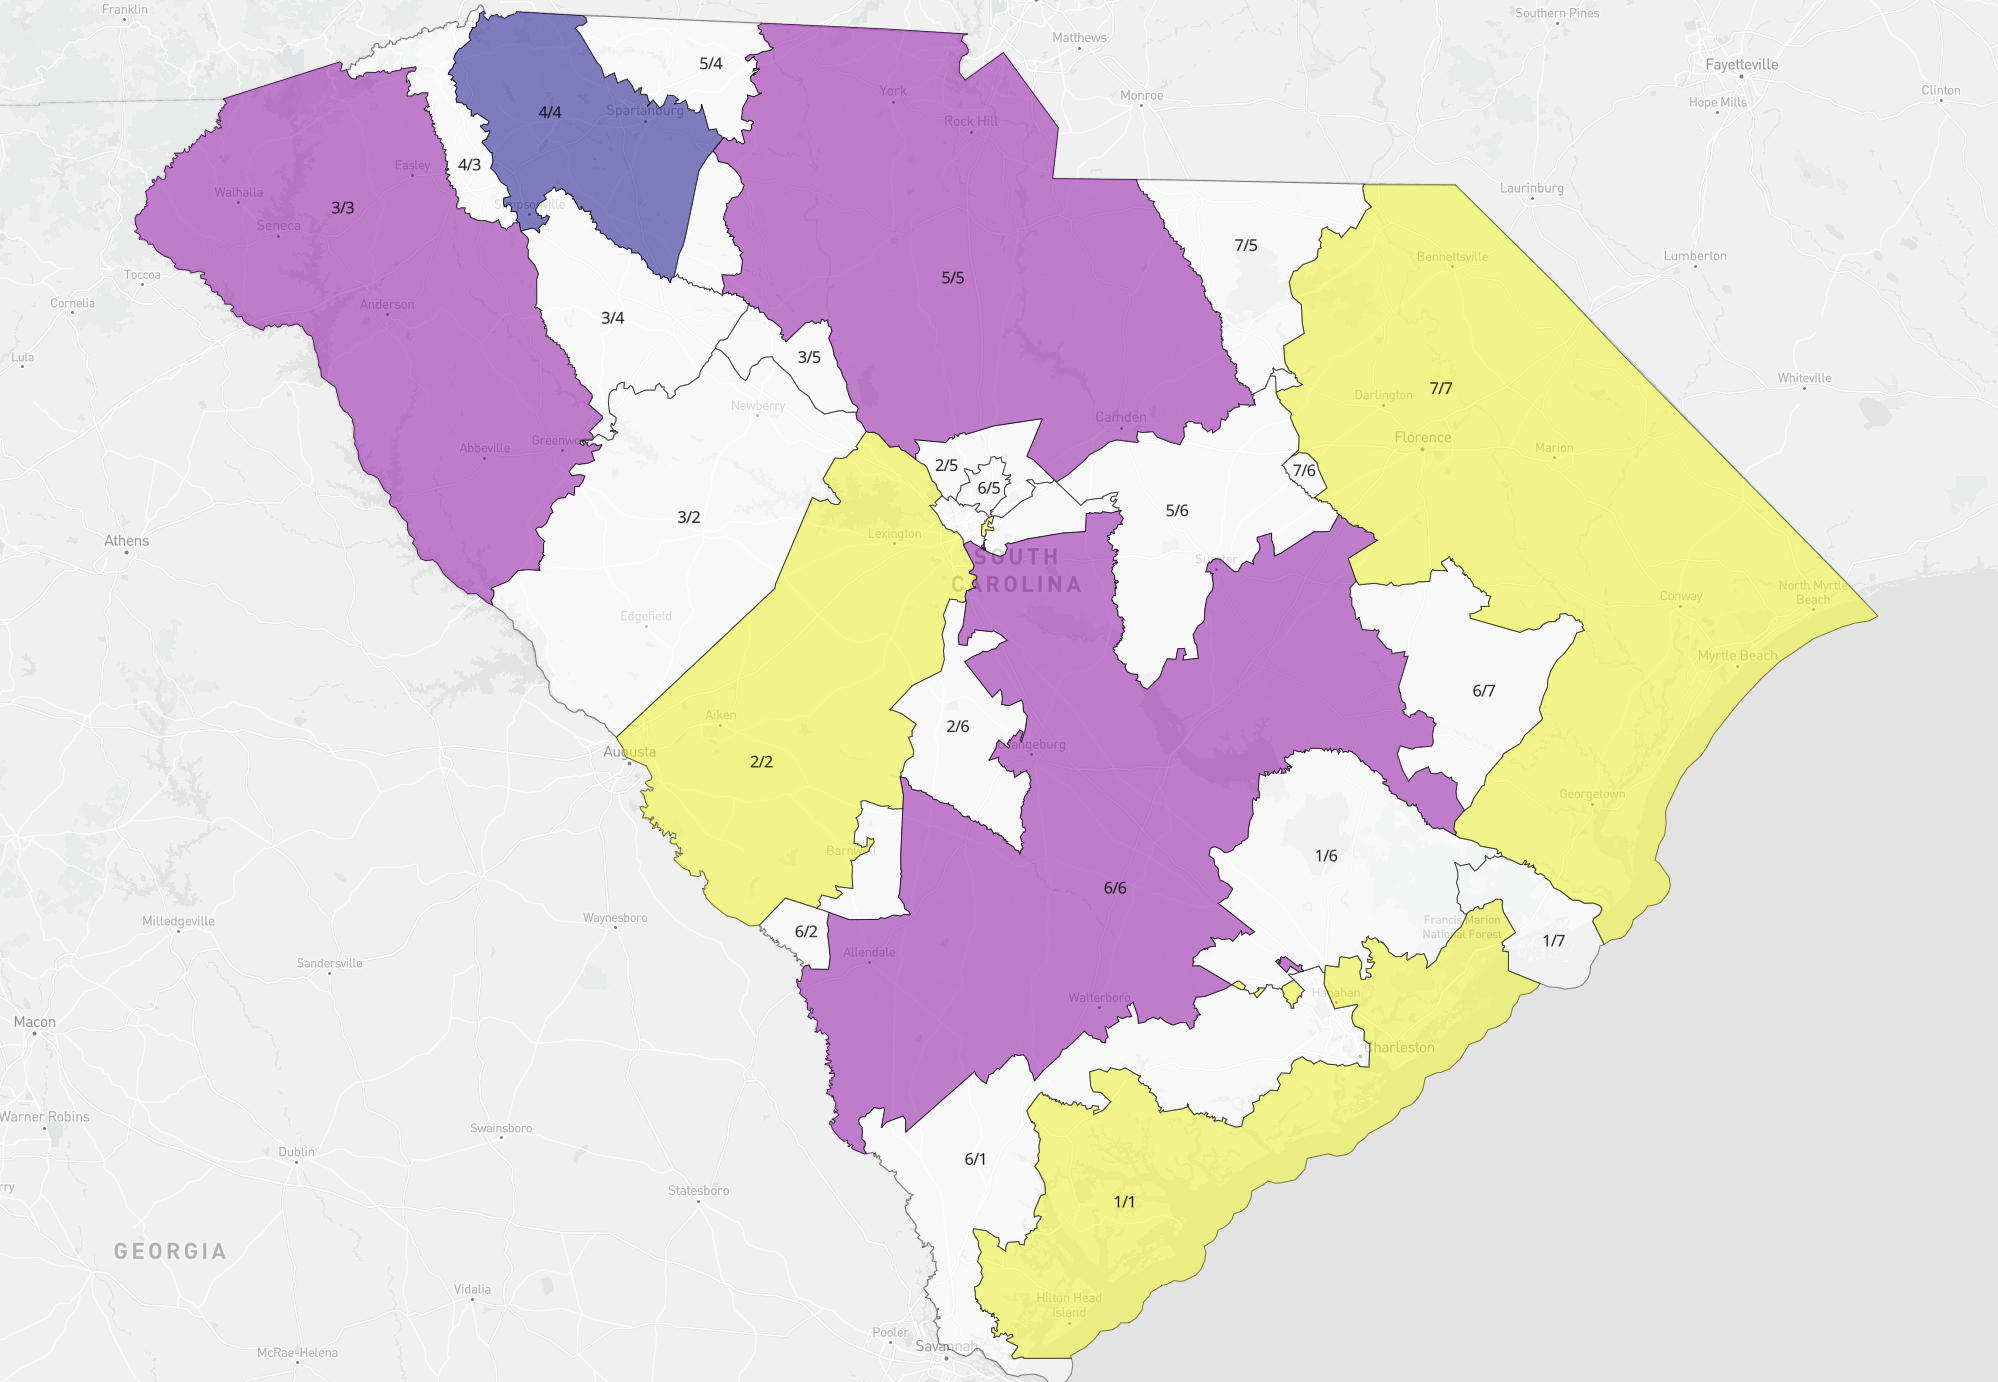 Franklin
Southern Pines
Matthews
5/4
Fayetteville
York
Monroe
Clinton
Hope Mills
4/4
Spartanburg
Rock Hill
4/3
Easley
Walhalla
Laurinburg
3/3
Simpsonville
Seneca
7/5
Bennettsville
Lumberton
Toccoa
5/5
Cornelia
Anderson
3/4
Lula
3/5
Whiteville
7/7
Darlington
Newberry
Camden
Florence
Greenwood
Abbeville
Marion
2/5
7/6
6/5
5/6
3/2
Lexington
Athens
SOUTH
CAROLINA
Sumter
North Myrtle
Beach
Conway
Edgefield
Myrtle Beach
6/7
Aiken
2/6
Orangeburg
Augusta
2/2
Georgetown
Barnwell
1/6
6/6
Milledgeville
Waynesboro
Francis Marion
National Forest
6/2
1/7
Allendale
Sandersville
Hanahan
Walterboro
Macon
Charleston
Warner Robins
Swainsboro
Dublin
6/1
Statesboro
1/1
GEORGIA
Vidalia
Hilton Head
Island
Pooler
Savannah
McRae-Helena